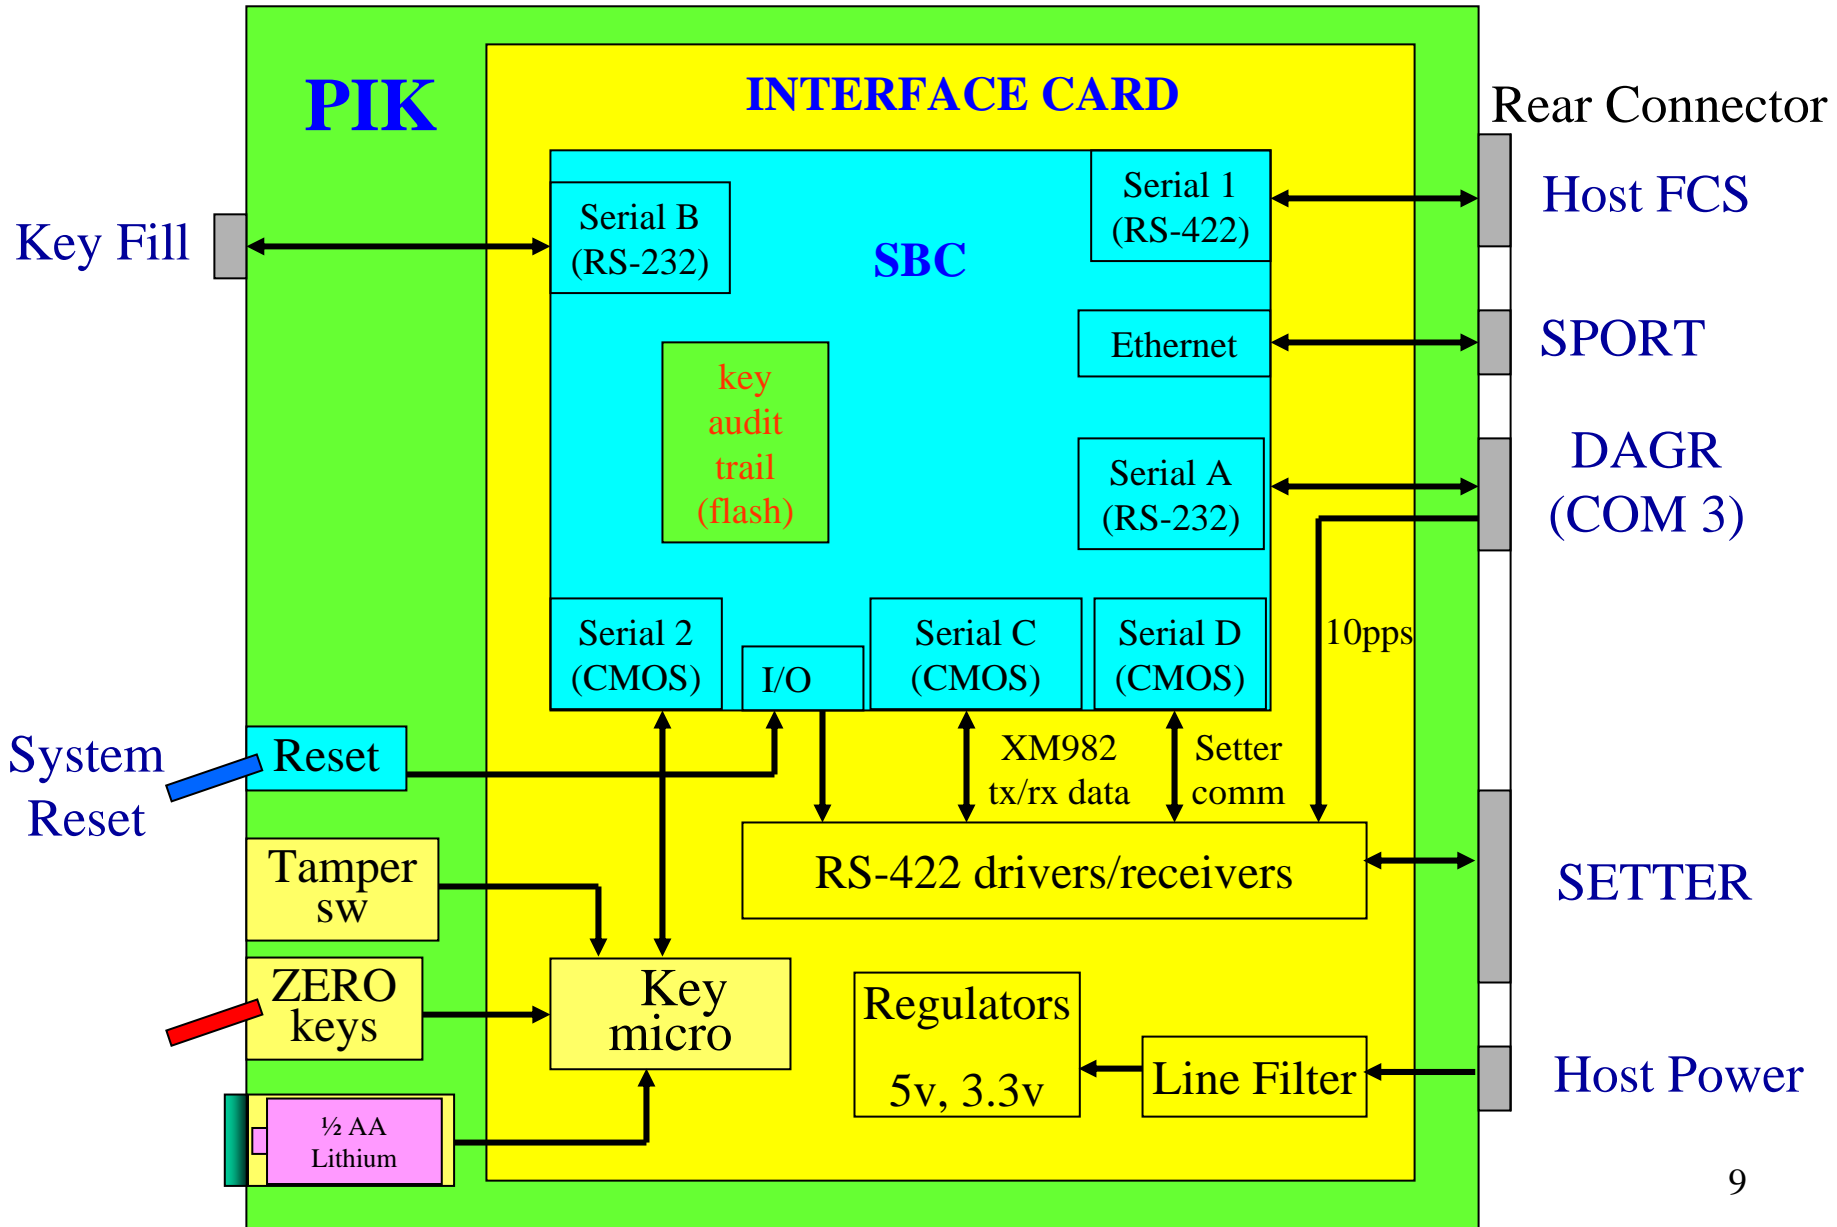 PIK
INTERFACE CARD
Rear Connector
Key Fill
Serial B
(RS-232)
SBC
Serial 1
(RS-422)
Host FCS
Ethernet
SPORT
key
audit
trail
(flash)
Serial A
(RS-232)
DAGR
(COM 3)
Serial 2
(CMOS)
I/O
Serial C
(CMOS)
Serial D
(CMOS)
10pps
System
Reset
Reset
XM982
tx/rx data
Setter
comm
Tamper
sw
RS-422 drivers/receivers
SETTER
ZERO
keys
Key
micro
Regulators
5v, 3.3v
Line Filter
Host Power
½ AA
Lithium
9